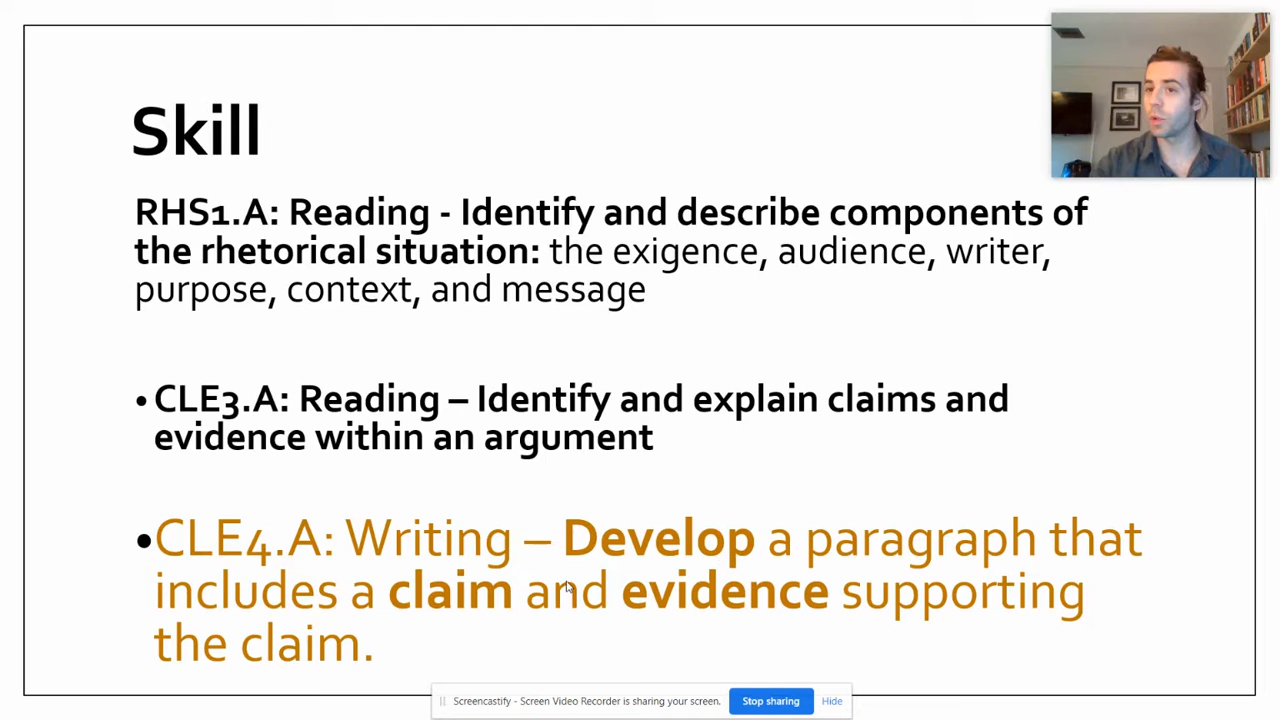 Skill
RHS1.A: Reading - Identify and describe components of
the rhetorical situation: the exigence, audience, writer,
purpose, context, and message
• CLE3.A: Reading – Identify and explain claims and
evidence within an argument
•CLE4.A: Writing – Develop a paragraph that
includes a claim and evidence supporting
the claim.
Screencastify - Screen Video Recorder is sharing your screen. Stop sharing Hide